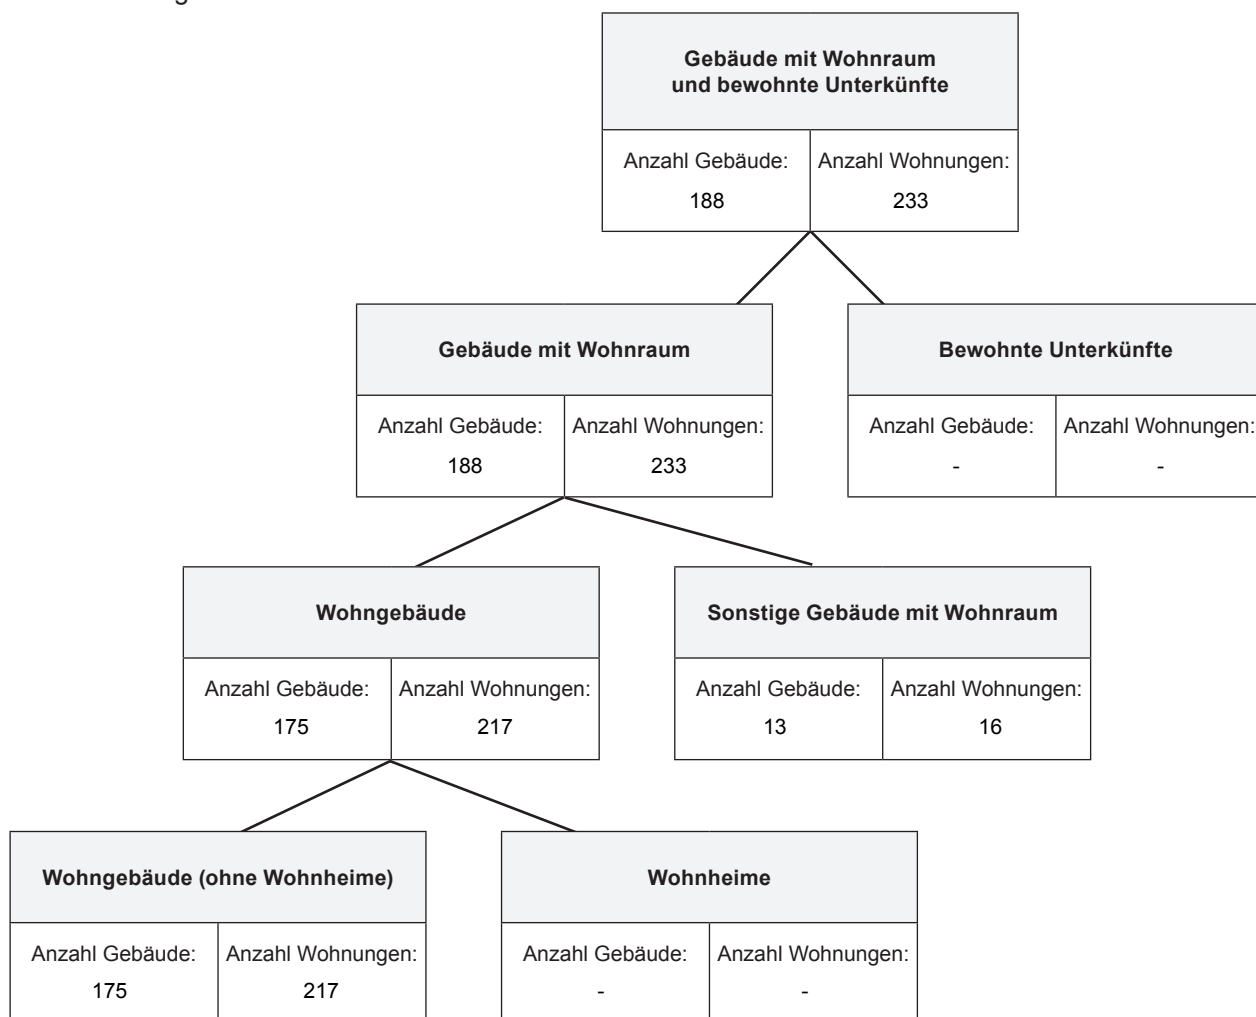 Gebäude mit Wohnraum
und bewohnte Unterkünfte
Anzahl Gebäude: Anzahl Wohnungen:
188 233
Gebäude mit Wohnraum
Bewohnte Unterkünfte
Anzahl Gebäude: Anzahl Wohnungen:
188 233
Anzahl Gebäude: Anzahl Wohnungen:
- -
Wohngebäude
Sonstige Gebäude mit Wohnraum
Anzahl Gebäude: Anzahl Wohnungen:
175 217
Anzahl Gebäude: Anzahl Wohnungen:
13 16
Wohngebäude (ohne Wohnheime)
Wohnheime
Anzahl Gebäude: Anzahl Wohnungen:
175 217
Anzahl Gebäude: Anzahl Wohnungen:
- -